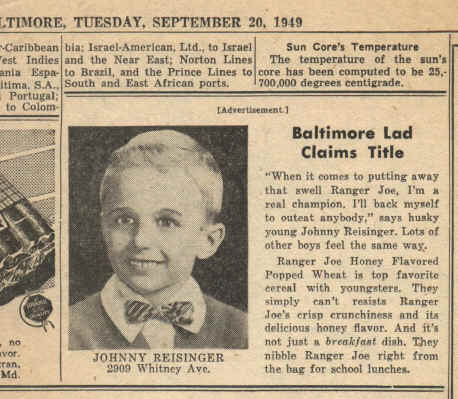 LTIMORE, TUESDAY, SEPTEMBER 20, 1949
r-Caribbean
est Indies
ania Espa-
itima, S.A.,
Portugal;
to Colom-
bia; Israel-American, Ltd., to Israel
and the Near East; Norton Lines
to Brazil, and the Prince Lines to
South and East African ports.
Sun Core's Temperature
The temperature of the sun's
core has been computed to be 25,-
700,000 degrees centigrade.
[Advertisement.]
Baltimore Lad
Claims Title
"When it comes to putting away
that swell Ranger Joe, I'm a
real champion. I'll back myself
to outeat anybody," says husky
young Johnny Reisinger. Lots of
other boys feel the same way.
Ranger Joe Honey Flavored
Popped Wheat is top favorite
cereal with youngsters. They
simply can't resists Ranger
Joe's crisp crunchiness and its
delicious honey flavor. And it's
not just a breakfast dish. They
nibble Ranger Joe right from
the bag for school lunches.
JOHNNY REISINGER
2909 Whitney Ave.
no
vor.
ran,
Md.